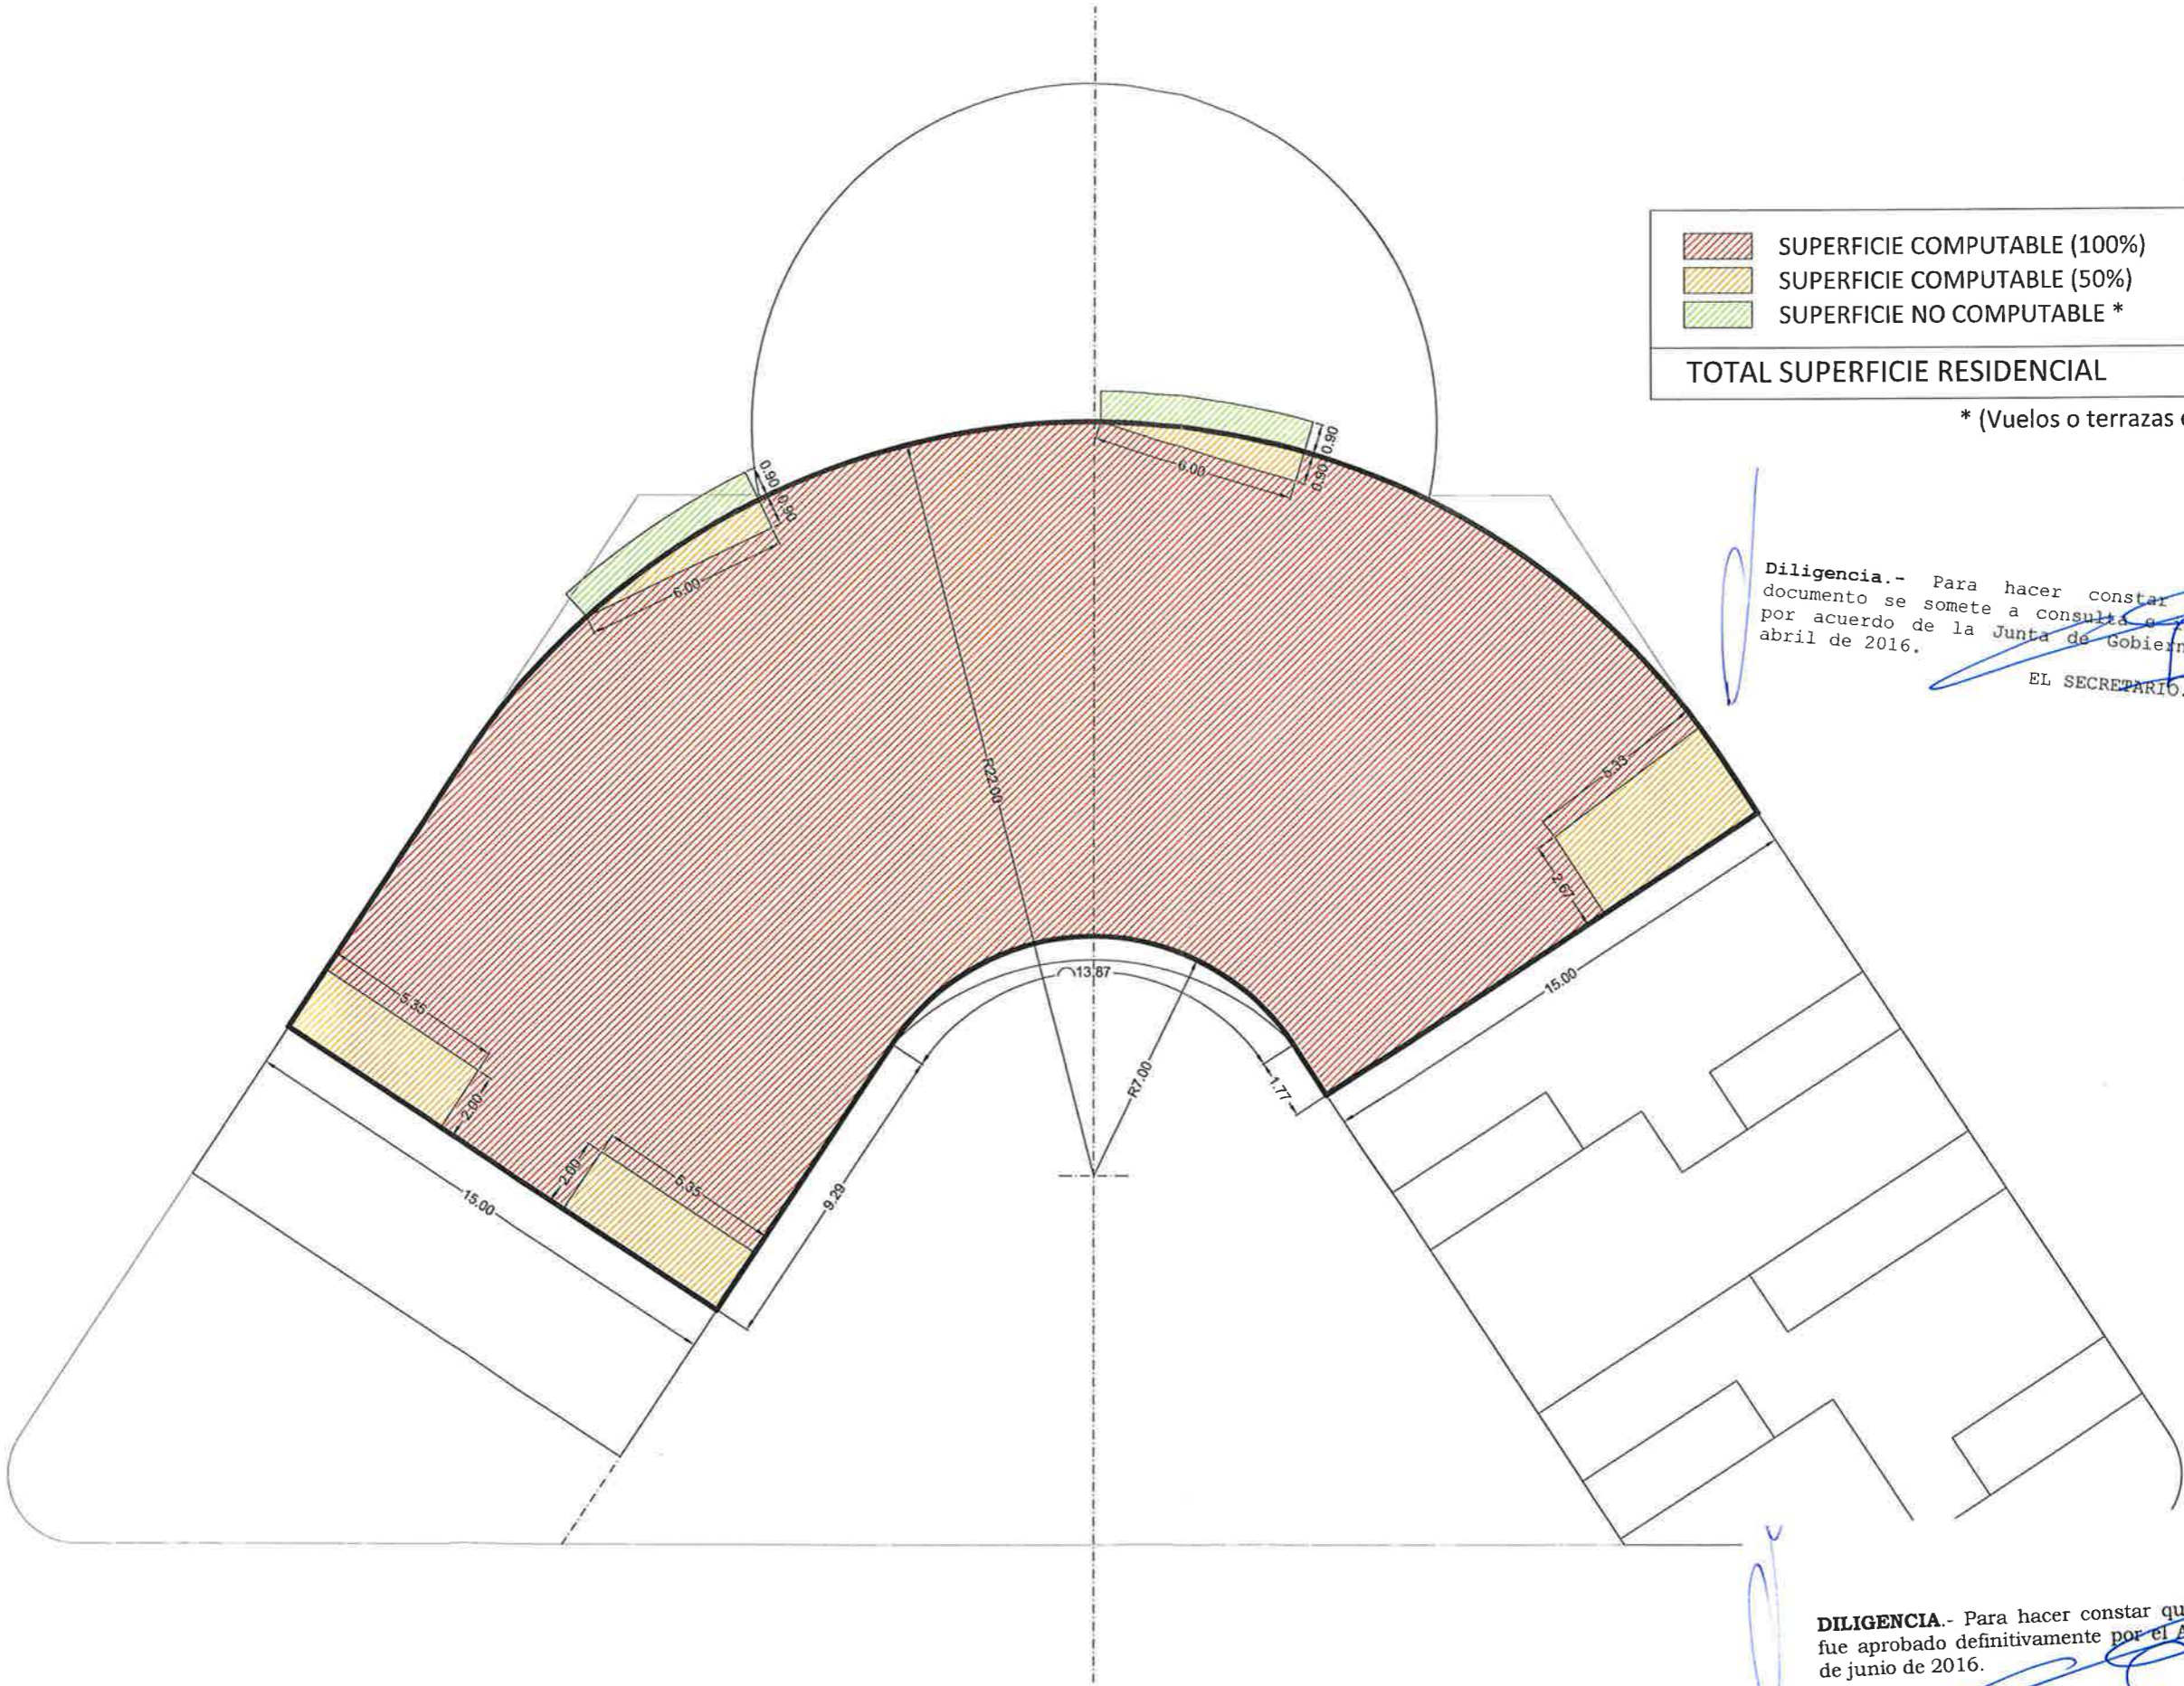 SUPERFICIE COMPUTABLE (100%)
SUPERFICIE COMPUTABLE (50%)
SUPERFICIE NO COMPUTABLE *
TOTAL SUPERFICIE RESIDENCIAL
* (Vuelos o terrazas
0.90
0.90
6.00
0.90
0.90
6.00
Diligencia.- Para hacer constar
documento se somete a consulta
por acuerdo de la Junta de Gobiern
abril de 2016.
EL SECRETARIO.
R22.00
5.33
2.67
15.00
13.87
R7.00
1.77
5.35
2.00
15.00
2.00
5.35
9.29
DILIGENCIA.- Para hacer constar qu
fue aprobado definitivamente por el A
de junio de 2016.